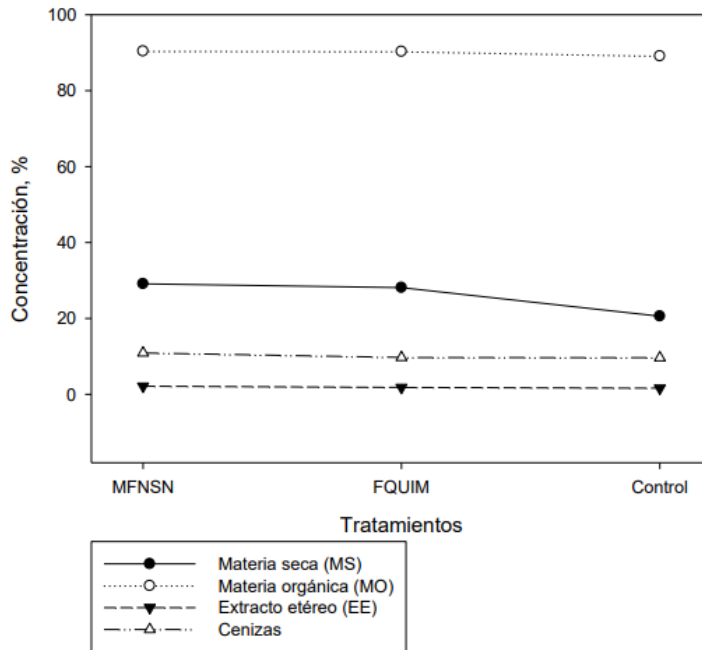 100
80
60
40
20
0
Concentración, %
MFNSN FQUIM Control
Tratamientos
Materia seca (MS)
Materia orgánica (MO)
Extracto etéreo (EE)
Cenizas